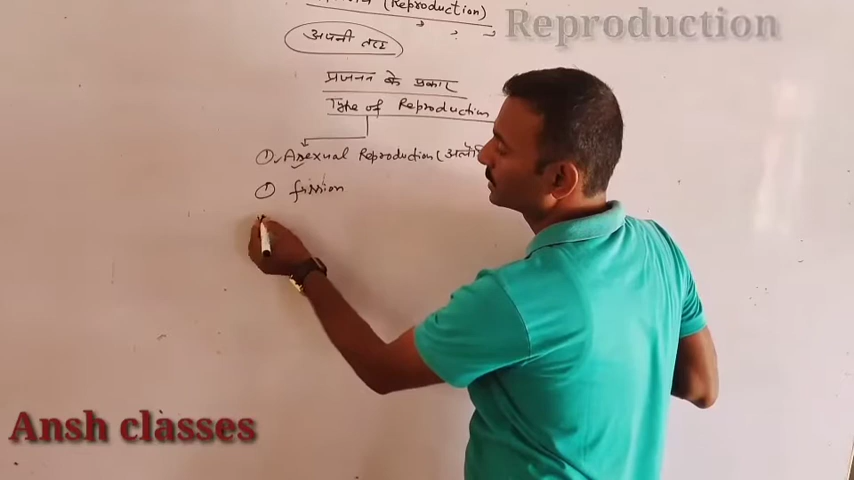 (Reproduction)
Reproduction
अपनी तरह
प्रजनन के प्रकार
Type of Reproduction
① Asexual Reproduction (
① fission
Ansh classes